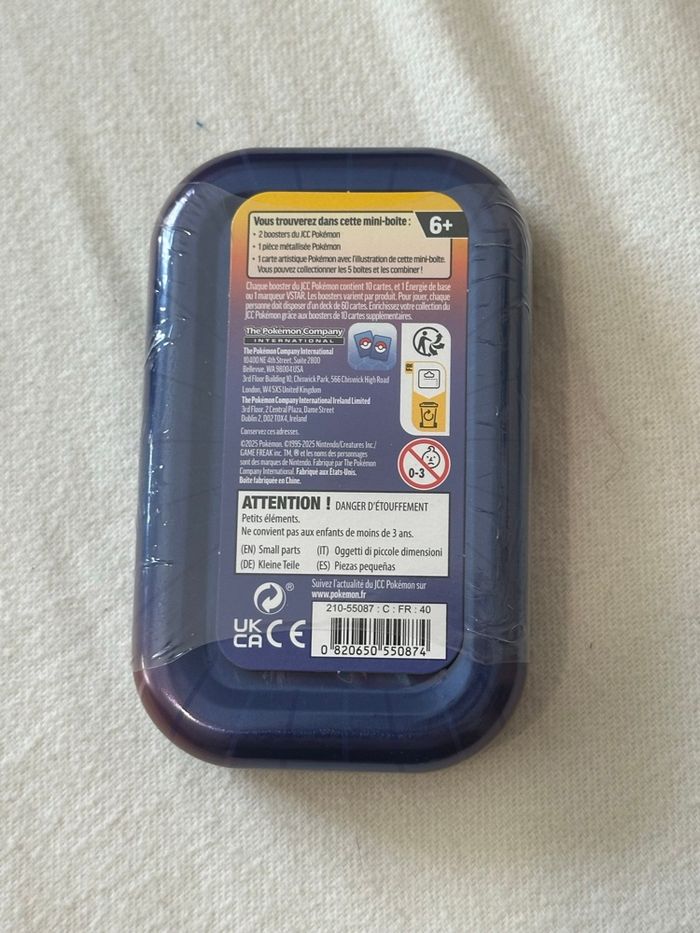 Vous trouverez dans cette mini-boîte :
6+
• 2 boosters du JCC Pokémon
• 1 pièce métallisée Pokémon
• 1 carte artistique Pokémon avec l'illustration de cette mini-boîte.
Vous pouvez collectionner les 5 boîtes et les combiner !
Chaque booster du JCC Pokémon contient 10 cartes, et 1 Énergie de base
ou 1 marqueur VSTAR. Les boosters varient par produit. Pour jouer, chaque
personne doit disposer d'un deck de 60 cartes. Enrichissez votre collection du
JCC Pokémon grâce aux boosters de 10 cartes supplémentaires.
The Pokémon Company
INTERNATIONAL
The Pokémon Company International
10400 NE 4th Street, Suite 2800
Bellevue, WA 98004 USA
3rd Floor Building 10, Chiswick Park, 566 Chiswick High Road
London, W4 5XS United Kingdom
The Pokémon Company International Ireland Limited
3rd Floor, 2 Central Plaza, Dame Street
Dublin 2, D02 T0X4, Ireland
Conservez ces adresses.
©2025 Pokémon. ©1995-2025 Nintendo/Creatures Inc./
GAME FREAK inc. TM, ® et les noms des personnages
sont des marques de Nintendo. Fabriqué par The Pokémon
Company International. Fabriqué aux États-Unis.
Boîte fabriquée en Chine.
0-3
ATTENTION ! DANGER D'ÉTOUFFEMENT
Petits éléments.
Ne convient pas aux enfants de moins de 3 ans.
(EN) Small parts (IT) Oggetti di piccole dimensioni
(DE) Kleine Teile (ES) Piezas pequeñas
Suivez l'actualité du JCC Pokémon sur
www.pokemon.fr
®
UK
CA CE
210-55087 : C : FR : 40
0 820650 550874